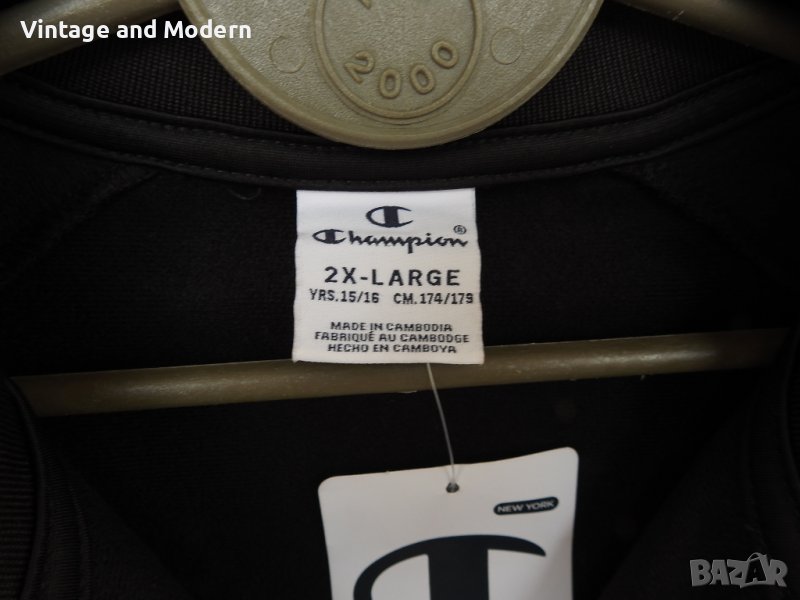 Vintage and Modern
2000
Champion®
2X-LARGE
YRS. 15/16 CM. 174/179
MADE IN CAMBODIA
FABRIQUÉ AU CAMBODGE
HECHO EN CAMBOYA
NEW YORK
BAZAR